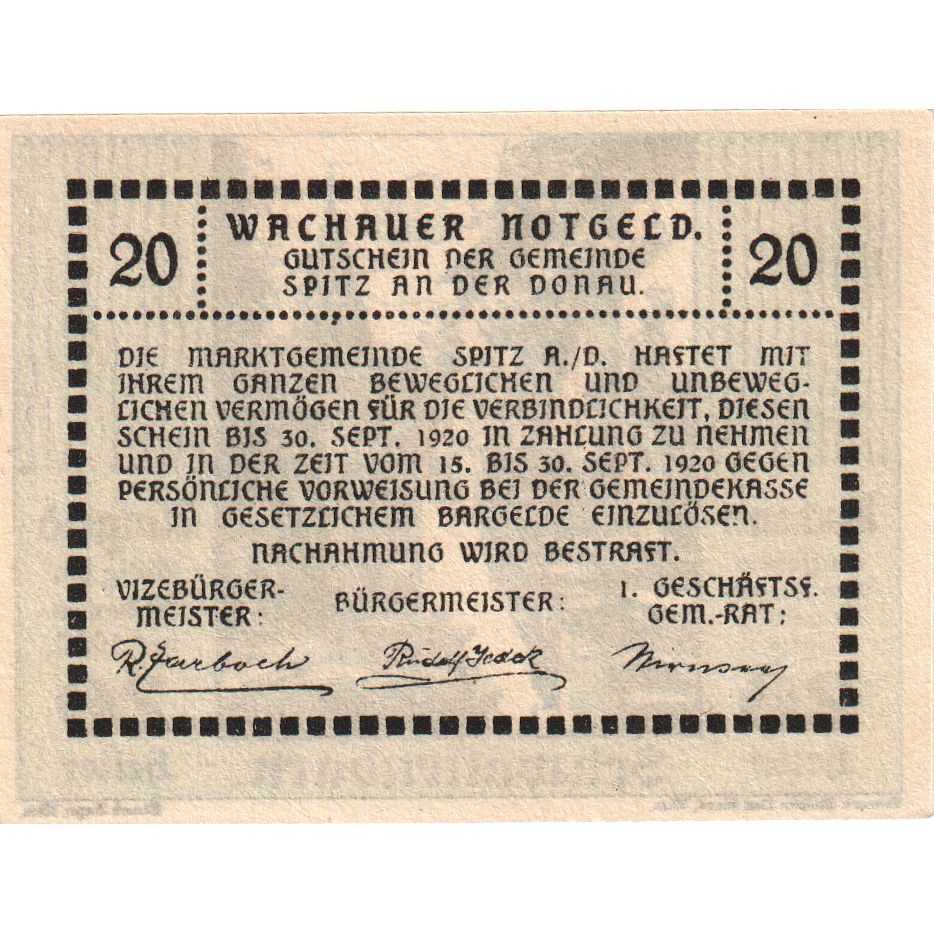 WACHAUER NOTGELD.
20 GUTSCHEIN DER GEMEINDE 20
SPITZ AN DER DONAU.
DIE MARKTGEMEINDE SPITZ A./D. HAFTET MIT
IHREM GANZEN BEWEGLICHEN UND UNBEWEG-
LICHEN VERMÖGEN FÜR DIE VERBINDLICHKEIT, DIESEN
SCHEIN BIS 30. SEPT. 1920 IN ZAHLUNG ZU NEHMEN
UND IN DER ZEIT VOM 15. BIS 30. SEPT. 1920 GEGEN
PERSÖNLICHE VORWEISUNG BEI DER GEMEINDEKASSE
IN GESETZLICHEM BARGELDE EINZULÖSEN.
NACHAHMUNG WIRD BESTRAFT.
VIZEBÜRGER-
MEISTER:
BÜRGERMEISTER:
1. GESCHÄFTSF.
GEM.-RAT: